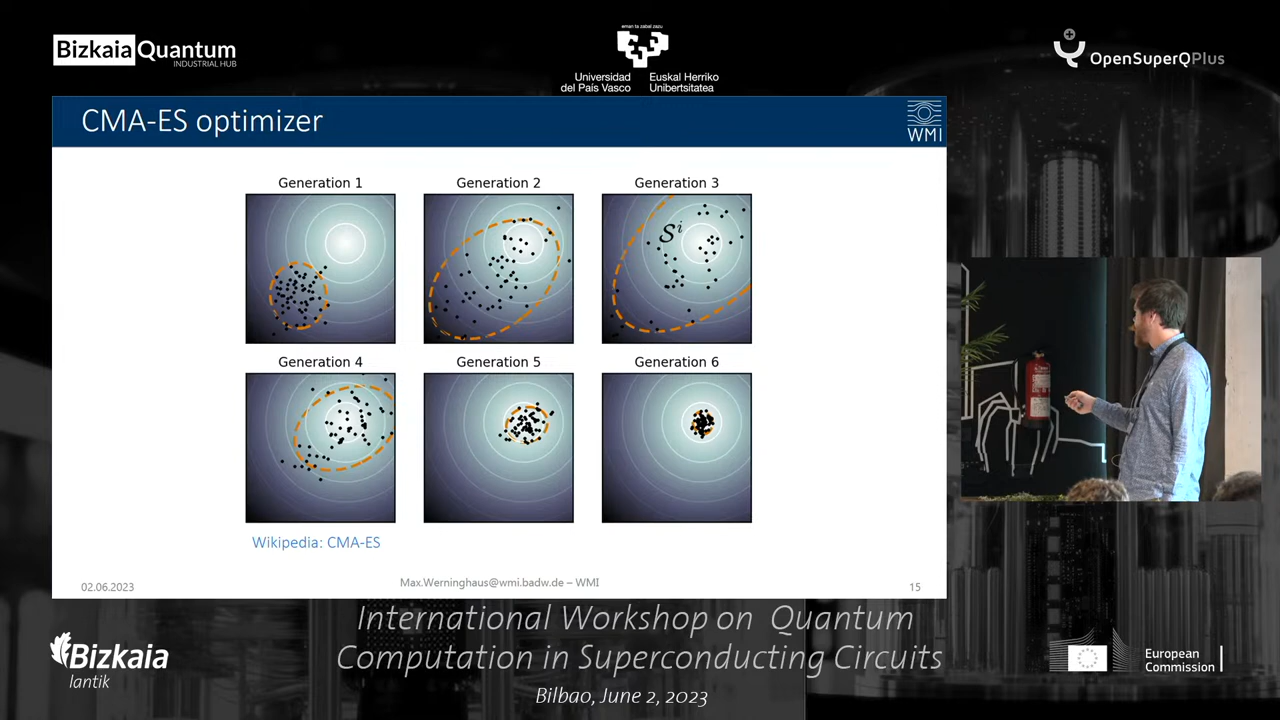 Bizkaia Quantum
INDUSTRIAL HUB
eman ta zabal zazu
Universidad
del País Vasco
Euskal Herriko
Unibertsitatea
OpenSuperQPlus
CMA-ES optimizer
WMI
Generation 1
Generation 2
Generation 3
𝒮ⁱ
Generation 4
Generation 5
Generation 6
Wikipedia: CMA-ES
02.06.2023
Max.Werninghaus@wmi.badw.de – WMI
15
International Workshop on Quantum
Computation in Superconducting Circuits
Bilbao, June 2, 2023
Bizkaia
lantik
European
Commission